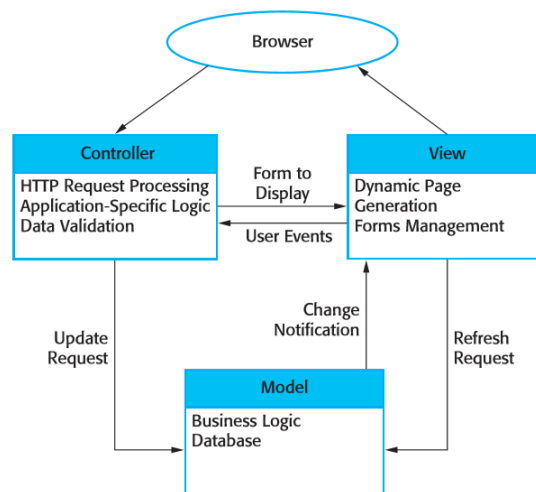 Browser
Controller
HTTP Request Processing
Application-Specific Logic
Data Validation
Form to
Display
User Events
View
Dynamic Page
Generation
Forms Management
Update
Request
Change
Notification
Refresh
Request
Model
Business Logic
Database